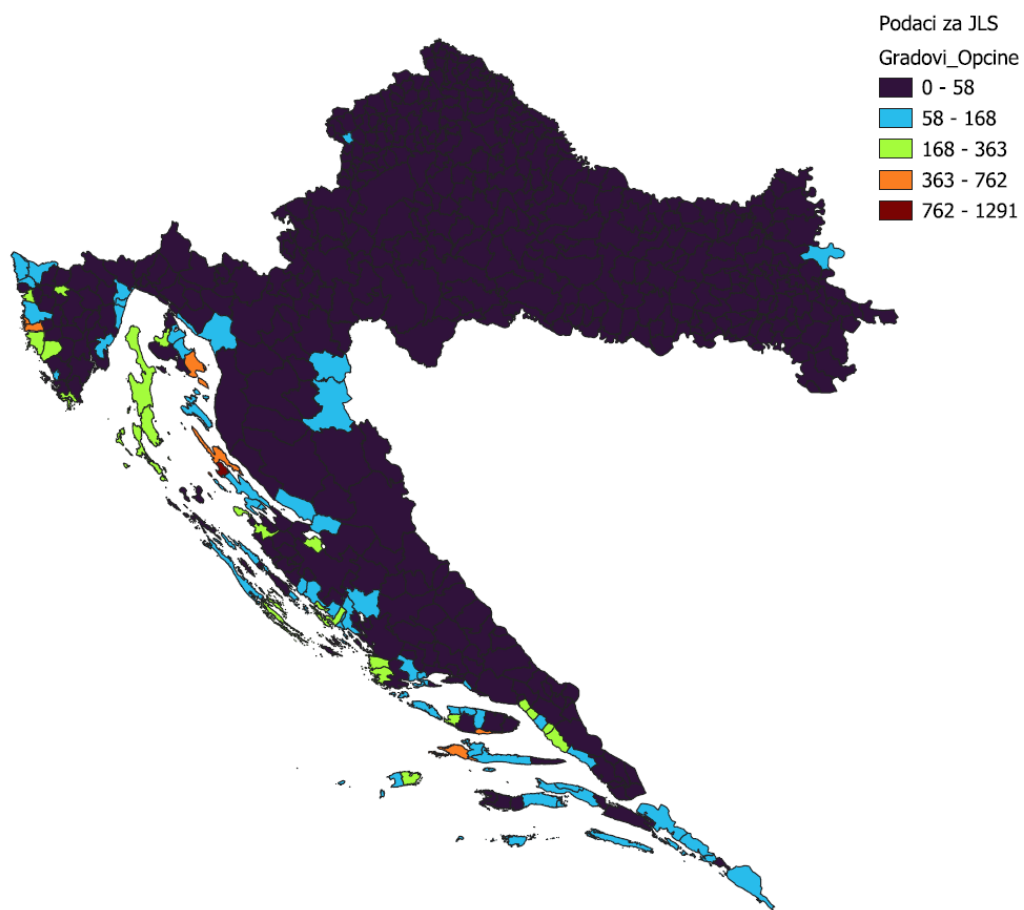 Podaci za JLS
Gradovi_Opcine
0 - 58
58 - 168
168 - 363
363 - 762
762 - 1291